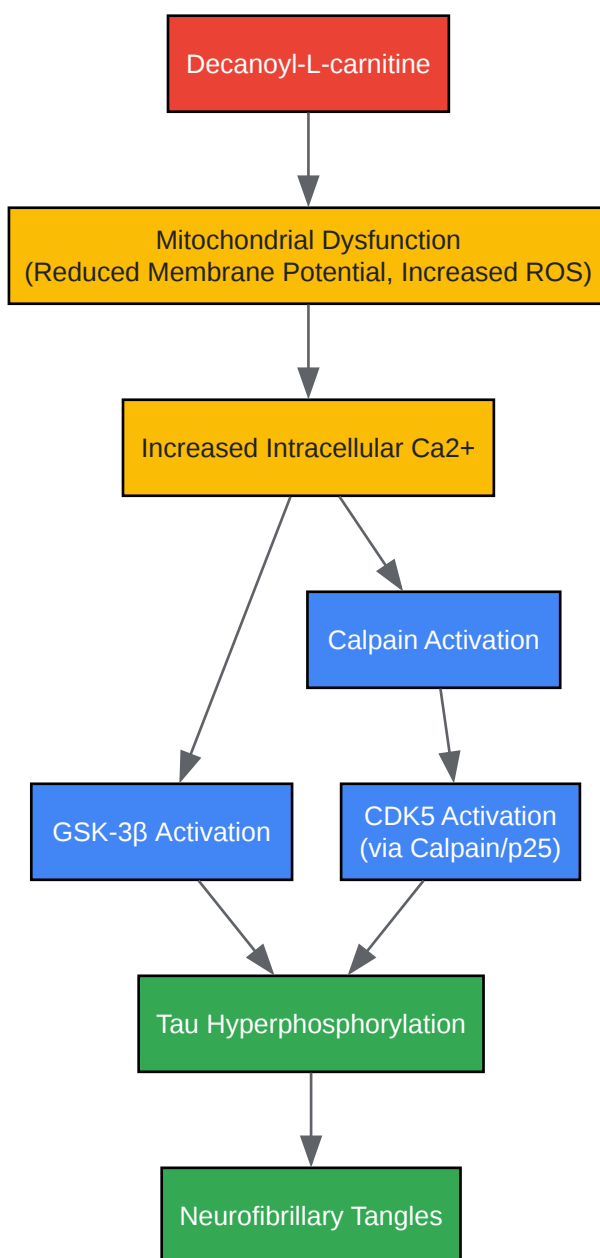 Decanoyl-L-carnitine
Mitochondrial Dysfunction
(Reduced Membrane Potential, Increased ROS)
Increased Intracellular Ca2+
Calpain Activation
GSK-3β Activation
CDK5 Activation
(via Calpain/p25)
Tau Hyperphosphorylation
Neurofibrillary Tangles